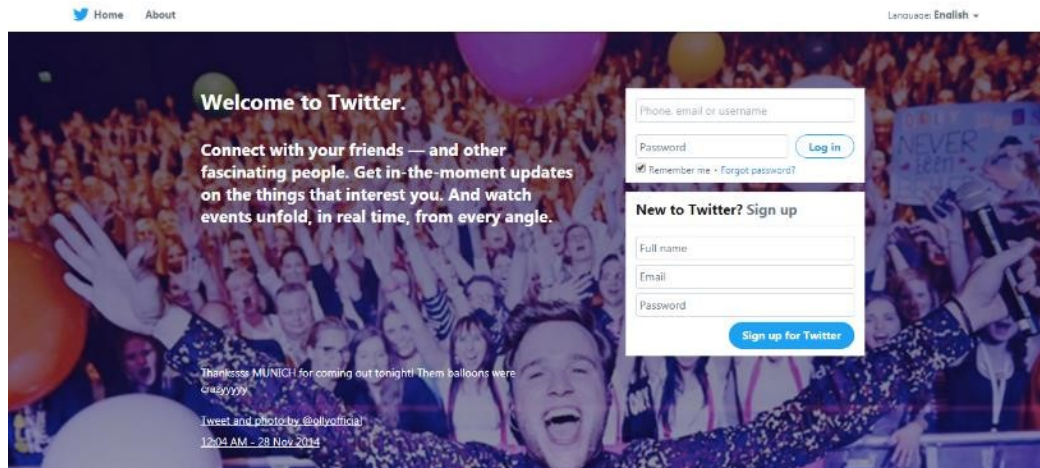 Home About
Language: English
Welcome to Twitter.
Connect with your friends — and other
fascinating people. Get in-the-moment updates
on the things that interest you. And watch
events unfold, in real time, from every angle.
Thankssss MUNICH for coming out tonight! Them balloons were
crazyyyyy
Tweet and photo by @ollyofficial
12:04 AM - 28 Nov 2014
Phone, email or username
Password
Log in
Remember me · Forgot password?
New to Twitter? Sign up
Full name
Email
Password
Sign up for Twitter
NEVER
BEEN